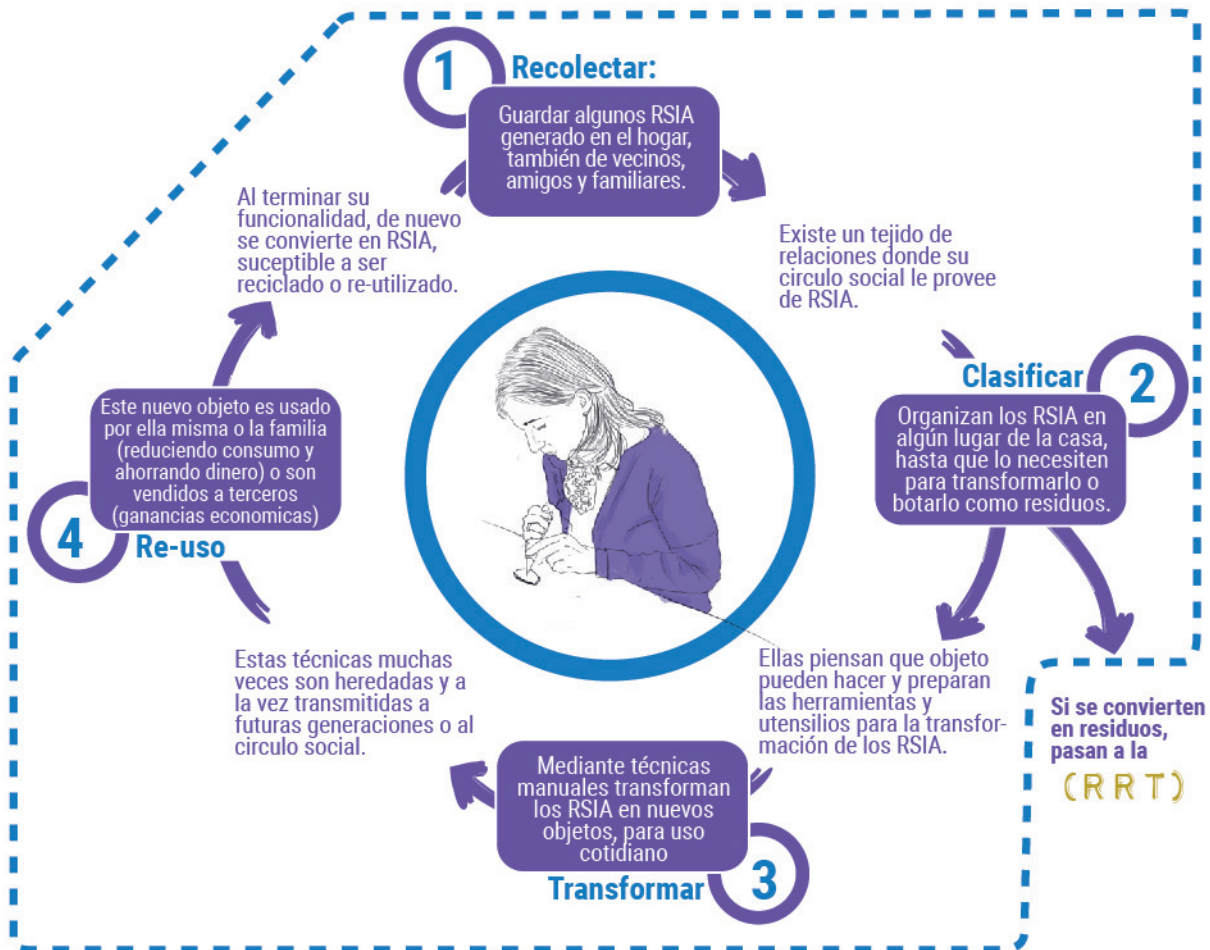 1
Recolectar:
Guardar algunos RSIA
generado en el hogar,
también de vecinos,
amigos y familiares.
Existe un tejido de
relaciones donde su
circulo social le provee
de RSIA.
Clasificar
2
Organizan los RSIA en
algún lugar de la casa,
hasta que lo necesiten
para transformarlo o
botarlo como residuos.
Si se convierten
en residuos,
pasan a la
(RRT)
Ellas piensan que objeto
pueden hacer y preparan
las herramientas y
utensilios para la transfor-
mación de los RSIA.
Mediante técnicas
manuales transforman
los RSIA en nuevos
objetos, para uso
cotidiano
Transformar
3
Estas técnicas muchas
veces son heredadas y a
la vez transmitidas a
futuras generaciones o al
circulo social.
Este nuevo objeto es usado
por ella misma o la familia
(reduciendo consumo y
ahorrando dinero) o son
vendidos a terceros
(ganancias economicas)
4
Re-uso
Al terminar su
funcionalidad, de nuevo
se convierte en RSIA,
suceptible a ser
reciclado o re-utilizado.